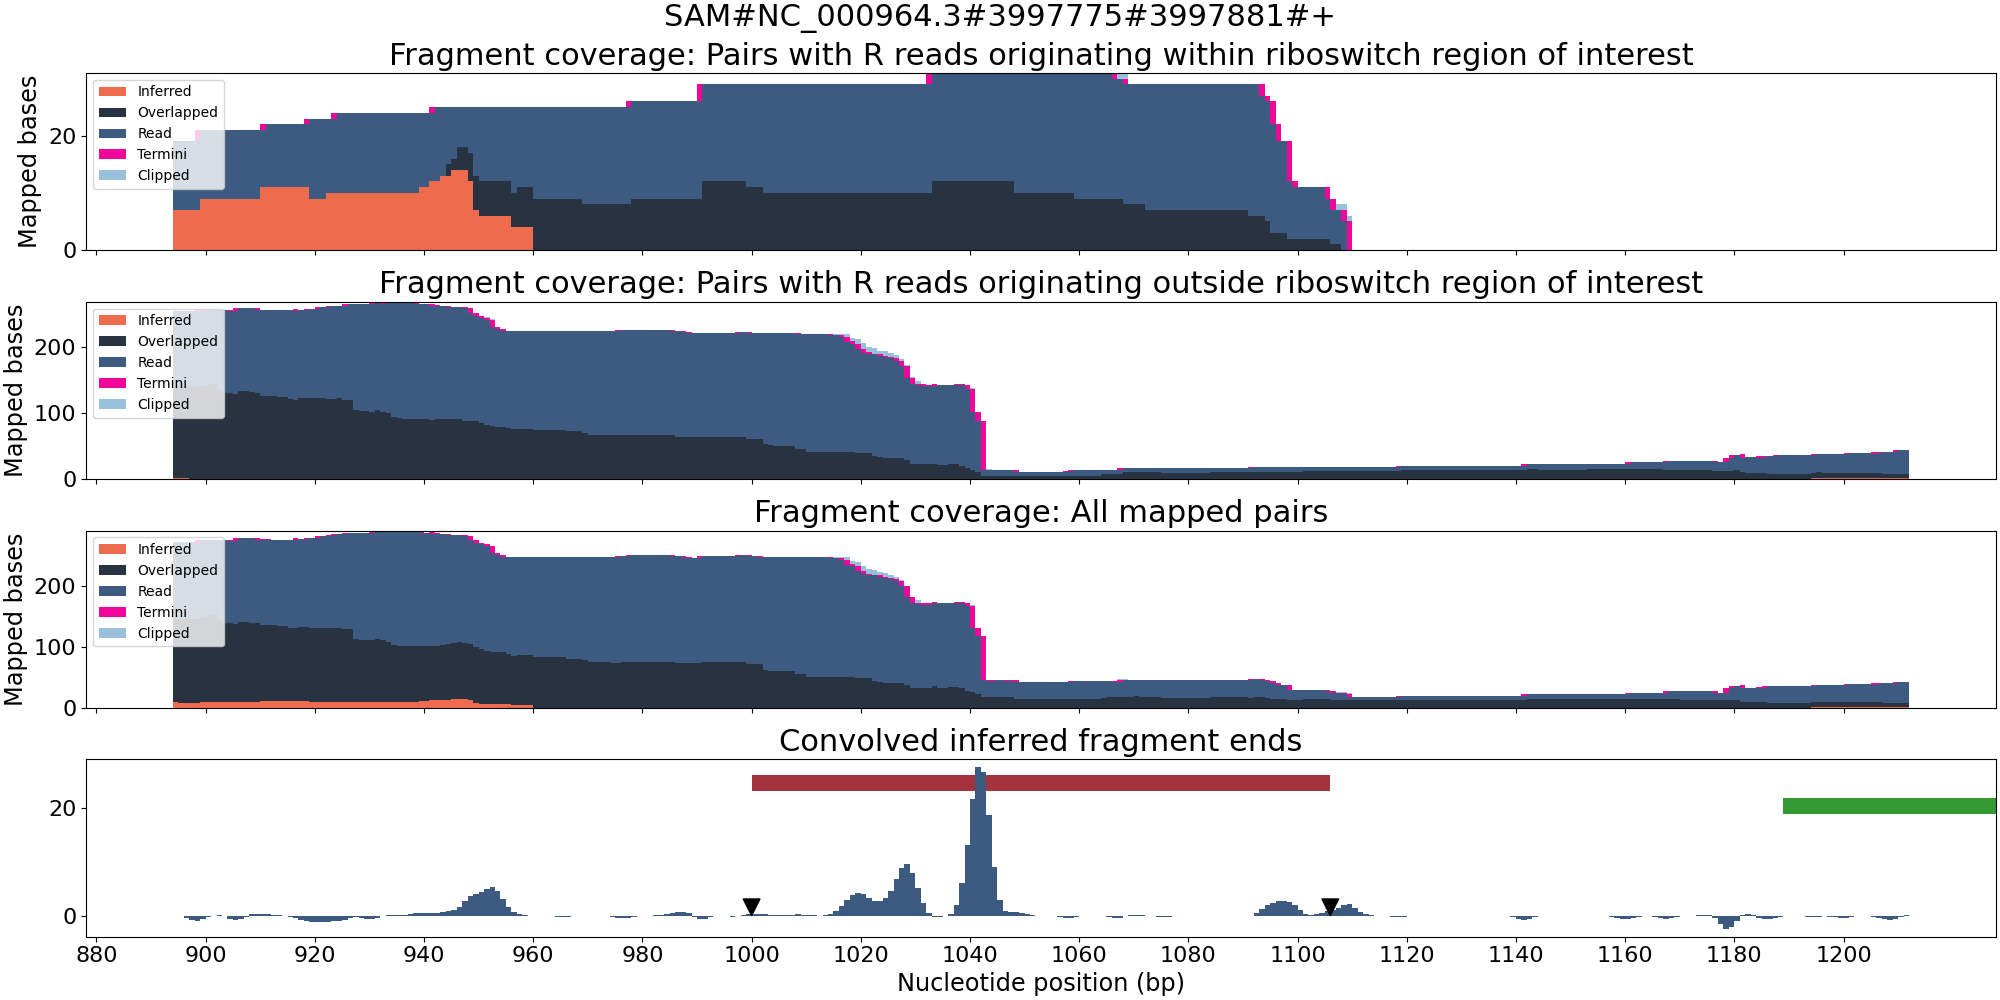 SAM#NC_000964.3#3997775#3997881#+
Fragment coverage: Pairs with R reads originating within riboswitch region of interest
Mapped bases
20
0
Inferred
Overlapped
Read
Termini
Clipped
Fragment coverage: Pairs with R reads originating outside riboswitch region of interest
Mapped bases
200
100
0
Inferred
Overlapped
Read
Termini
Clipped
Fragment coverage: All mapped pairs
Mapped bases
200
100
0
Inferred
Overlapped
Read
Termini
Clipped
Convolved inferred fragment ends
20
0
880 900 920 940 960 980 1000 1020 1040 1060 1080 1100 1120 1140 1160 1180 1200
Nucleotide position (bp)